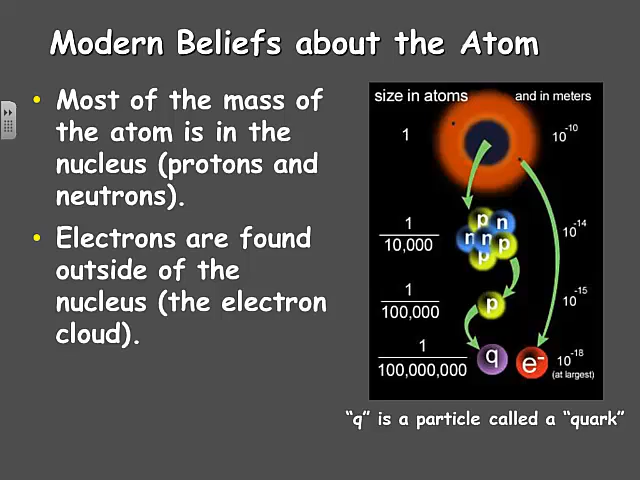 Modern Beliefs about the Atom
• Most of the mass of
the atom is in the
nucleus (protons and
neutrons).
• Electrons are found
outside of the
nucleus (the electron
cloud).
size in atoms and in meters
1 10-10
p n
n n p
p
1
10,000
10-14
1
100,000
p
10-15
1
100,000,000
q e-
10-18
(at largest)
“q” is a particle called a “quark”